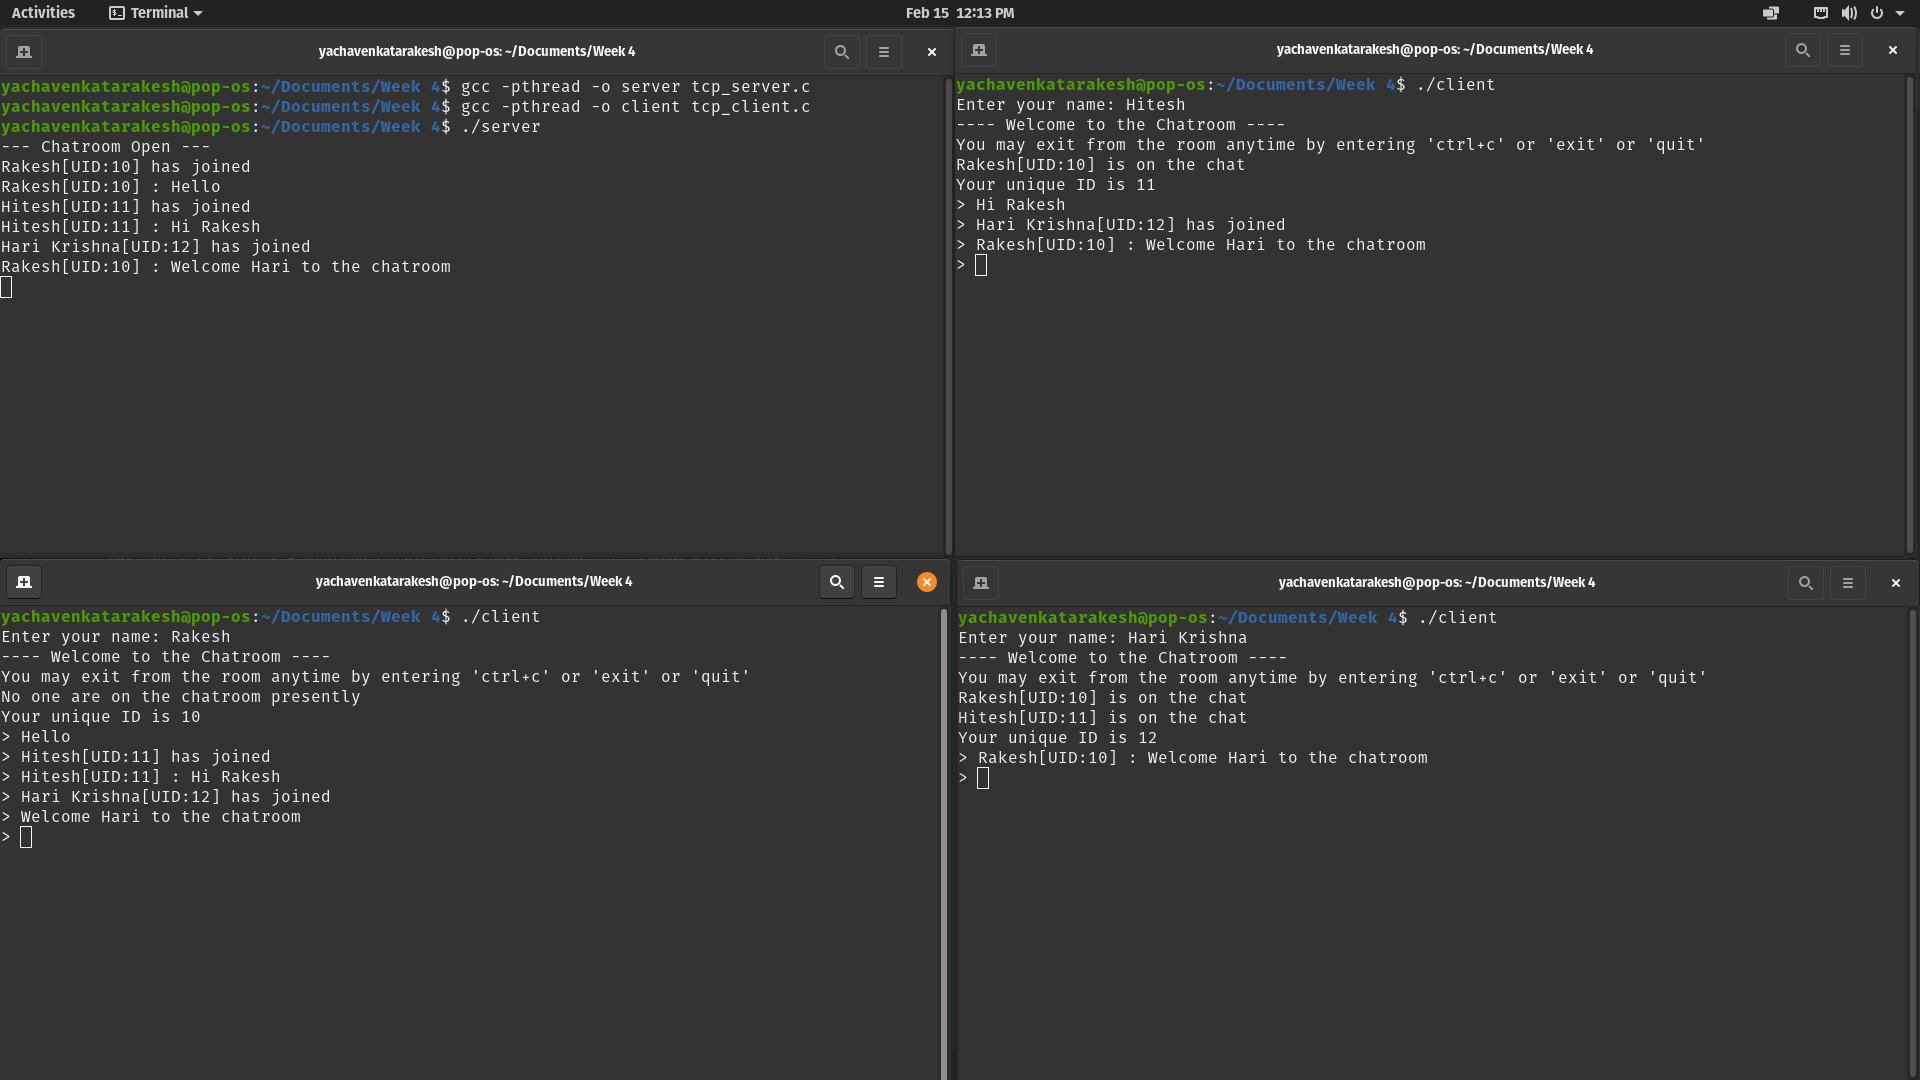 Activities
Terminal
Feb 15 12:13 PM
yachavenkatarakesh@pop-os: ~/Documents/Week 4
yachavenkatarakesh@pop-os:~/Documents/Week 4$ gcc -pthread -o server tcp_server.c
yachavenkatarakesh@pop-os:~/Documents/Week 4$ gcc -pthread -o client tcp_client.c
yachavenkatarakesh@pop-os:~/Documents/Week 4$ ./server
--- Chatroom Open ---
Rakesh[UID:10] has joined
Rakesh[UID:10] : Hello
Hitesh[UID:11] has joined
Hitesh[UID:11] : Hi Rakesh
Hari Krishna[UID:12] has joined
Rakesh[UID:10] : Welcome Hari to the chatroom
yachavenkatarakesh@pop-os: ~/Documents/Week 4
yachavenkatarakesh@pop-os:~/Documents/Week 4$ ./client
Enter your name: Hitesh
---- Welcome to the Chatroom ----
You may exit from the room anytime by entering 'ctrl+c' or 'exit' or 'quit'
Rakesh[UID:10] is on the chat
Your unique ID is 11
> Hi Rakesh
> Hari Krishna[UID:12] has joined
> Rakesh[UID:10] : Welcome Hari to the chatroom
>
yachavenkatarakesh@pop-os: ~/Documents/Week 4
yachavenkatarakesh@pop-os:~/Documents/Week 4$ ./client
Enter your name: Rakesh
---- Welcome to the Chatroom ----
You may exit from the room anytime by entering 'ctrl+c' or 'exit' or 'quit'
No one are on the chatroom presently
Your unique ID is 10
> Hello
> Hitesh[UID:11] has joined
> Hitesh[UID:11] : Hi Rakesh
> Hari Krishna[UID:12] has joined
> Welcome Hari to the chatroom
>
yachavenkatarakesh@pop-os: ~/Documents/Week 4
yachavenkatarakesh@pop-os:~/Documents/Week 4$ ./client
Enter your name: Hari Krishna
---- Welcome to the Chatroom ----
You may exit from the room anytime by entering 'ctrl+c' or 'exit' or 'quit'
Rakesh[UID:10] is on the chat
Hitesh[UID:11] is on the chat
Your unique ID is 12
> Rakesh[UID:10] : Welcome Hari to the chatroom
>